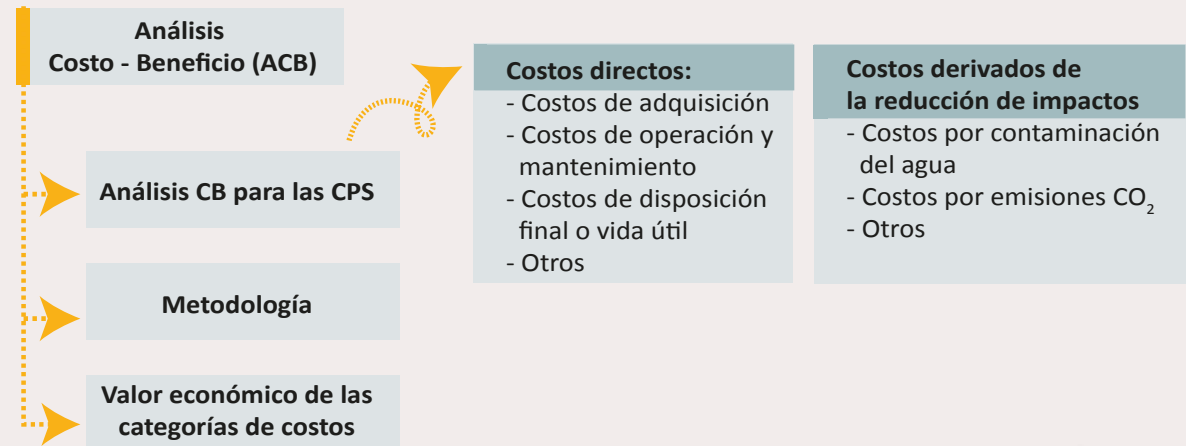 Análisis
Costo - Beneficio (ACB)
Análisis CB para las CPS
Metodología
Valor económico de las
categorías de costos
Costos directos:
- Costos de adquisición
- Costos de operación y
mantenimiento
- Costos de disposición
final o vida útil
- Otros
Costos derivados de
la reducción de impactos
- Costos por contaminación
del agua
- Costos por emisiones CO₂
- Otros